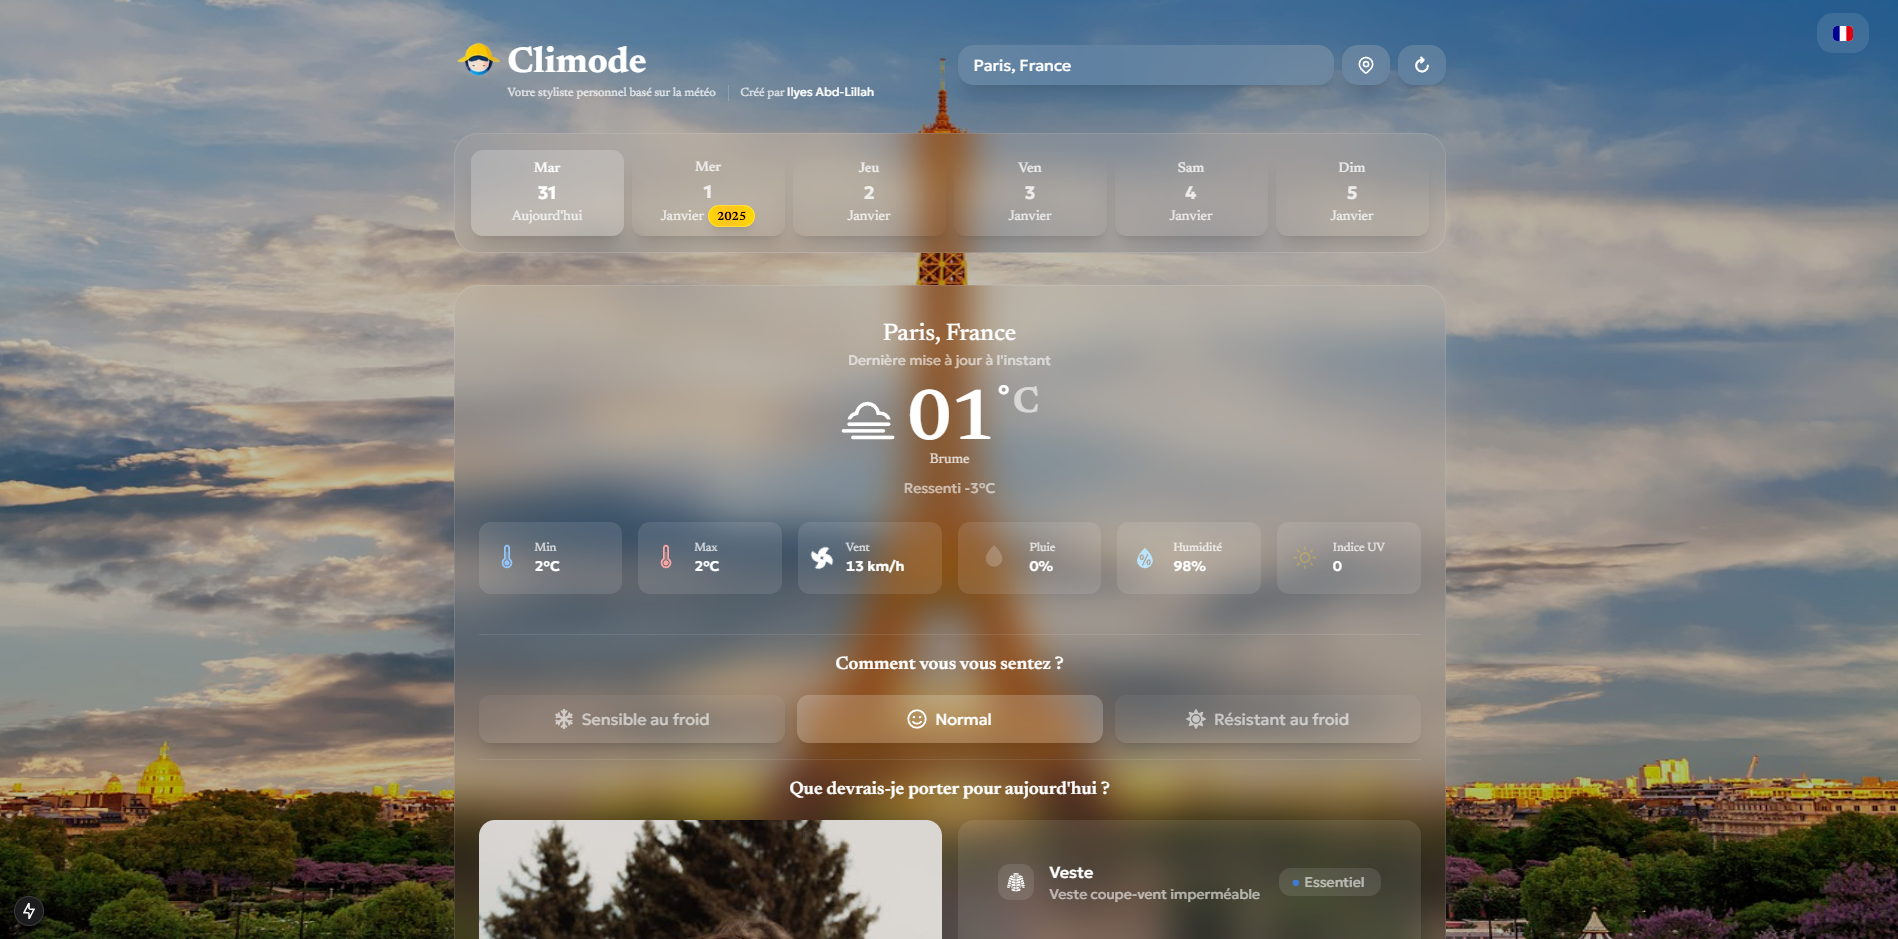 Climode
Votre styliste personnel basé sur la météo
Créé par Ilyes Abd-Lillah
Paris, France
Mar
31
Aujourd'hui
Mer
1
Janvier 2025
Jeu
2
Janvier
Ven
3
Janvier
Sam
4
Janvier
Dim
5
Janvier
Paris, France
Dernière mise à jour à l'instant
01°C
Brume
Ressenti -3°C
Min
2°C
Max
2°C
Vent
13 km/h
Pluie
0%
Humidité
98%
Indice UV
0
Comment vous vous sentez ?
Sensible au froid
Normal
Résistant au froid
Que devrais-je porter pour aujourd'hui ?
Veste
Veste coupe-vent imperméable
Essentiel